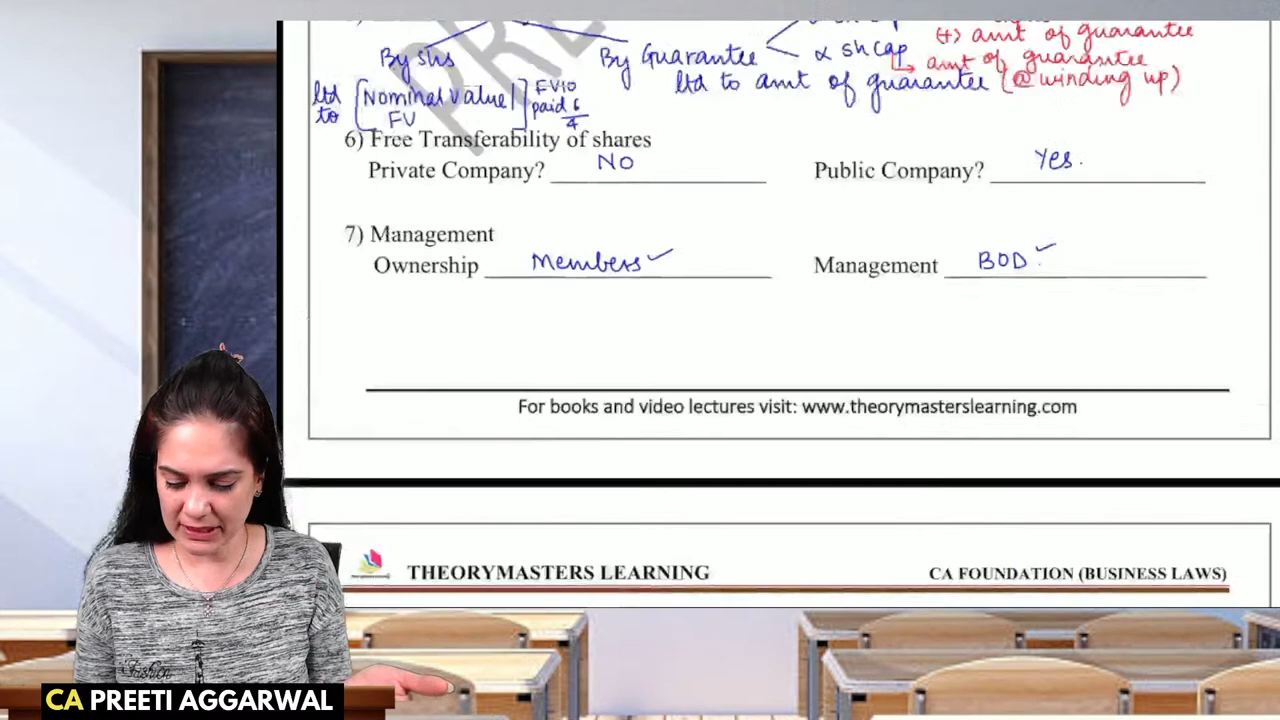 (+) amt of guarantee
By shs
By Guarantee
α sh cap
↳ amt of guarantee
ltd to [Nominal Value FV] FV10 paid 6 4
ltd to amt of guarantee (@ winding up)
PRE
6) Free Transferability of shares
Private Company? NO
Public Company? Yes.
7) Management
Ownership Members ✓
Management BOD ✓
For books and video lectures visit: www.theorymasterslearning.com
THEORYMASTERS LEARNING
CA FOUNDATION (BUSINESS LAWS)
CA PREETI AGGARWAL